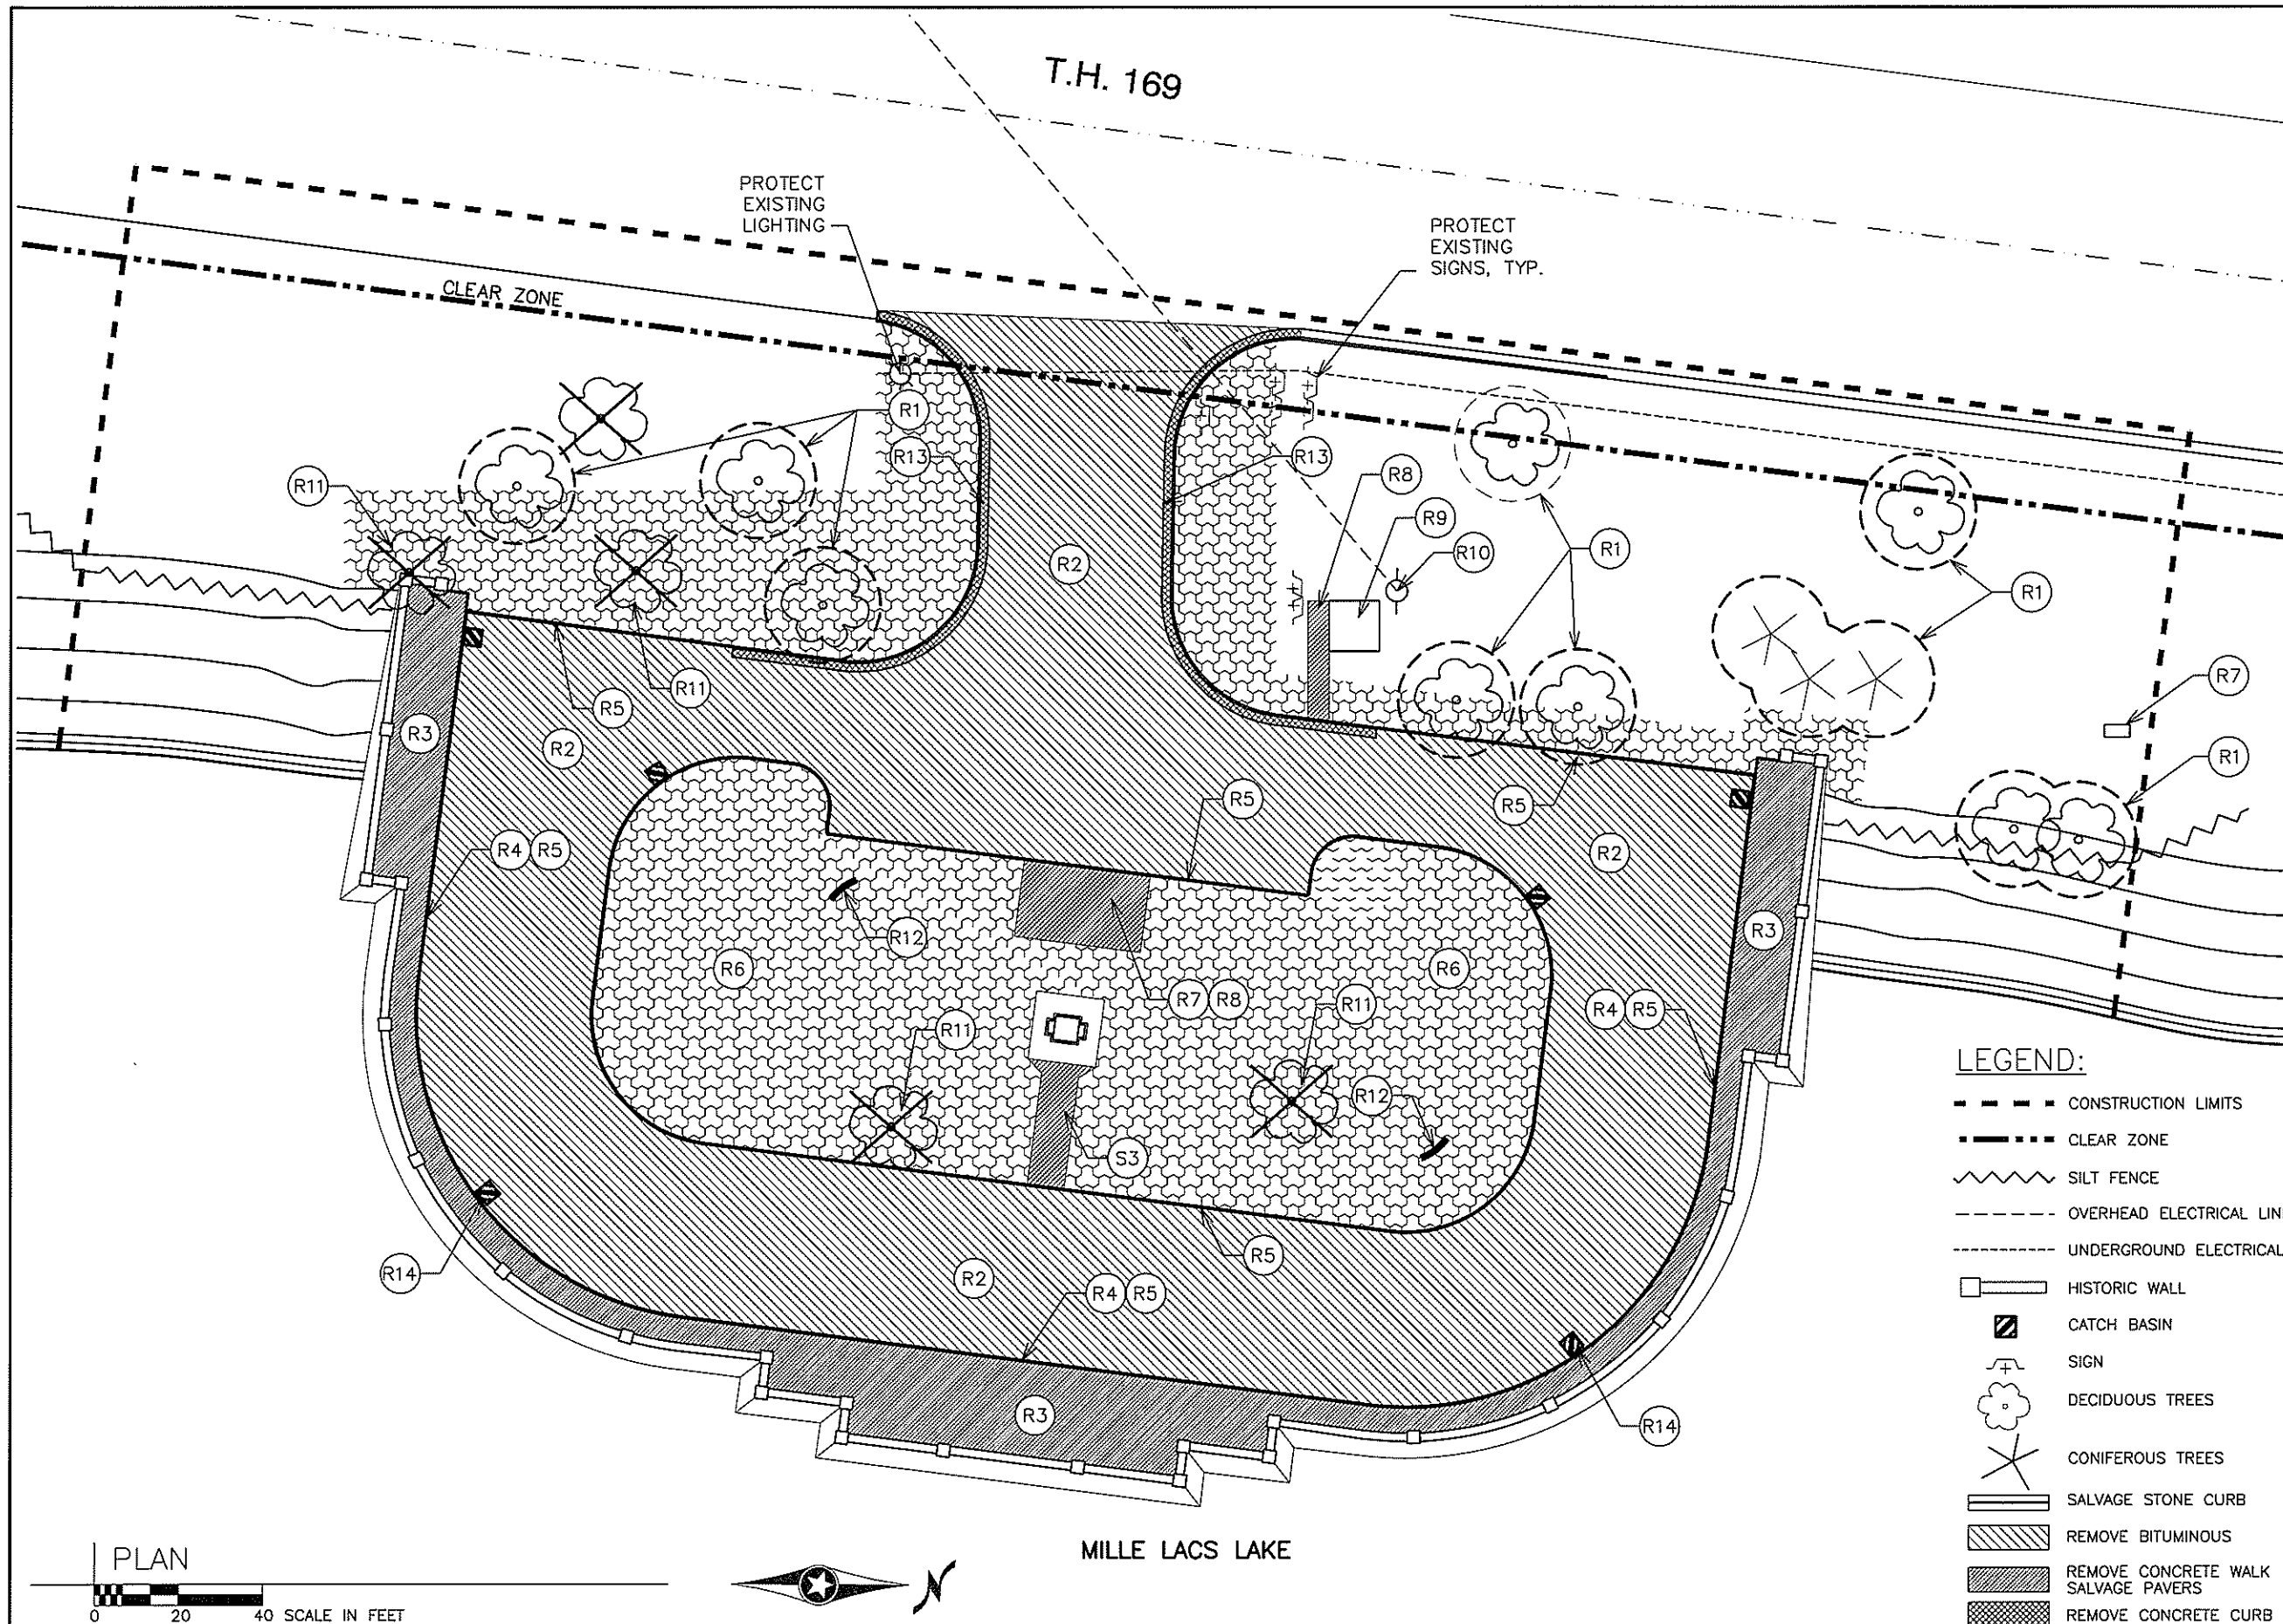 T.H. 169
PROTECT
EXISTING
LIGHTING
PROTECT
EXISTING
SIGNS, TYP.
CLEAR ZONE
R1
R13
R13
R11
R8
R9
R10
R1
R2
R1
R11
R5
R7
R3
R2
R1
R5
R5
R4 R5
R2
R12
R3
R6
R6
R7 R8
R11
R11
R4 R5
R12
S3
R5
R14
R2
R4 R5
R3
R14
LEGEND:
CONSTRUCTION LIMITS
CLEAR ZONE
SILT FENCE
OVERHEAD ELECTRICAL LIN
UNDERGROUND ELECTRICAL
HISTORIC WALL
CATCH BASIN
SIGN
DECIDUOUS TREES
CONIFEROUS TREES
SALVAGE STONE CURB
REMOVE BITUMINOUS
REMOVE CONCRETE WALK
SALVAGE PAVERS
REMOVE CONCRETE CURB
MILLE LACS LAKE
PLAN
0 20 40 SCALE IN FEET
N